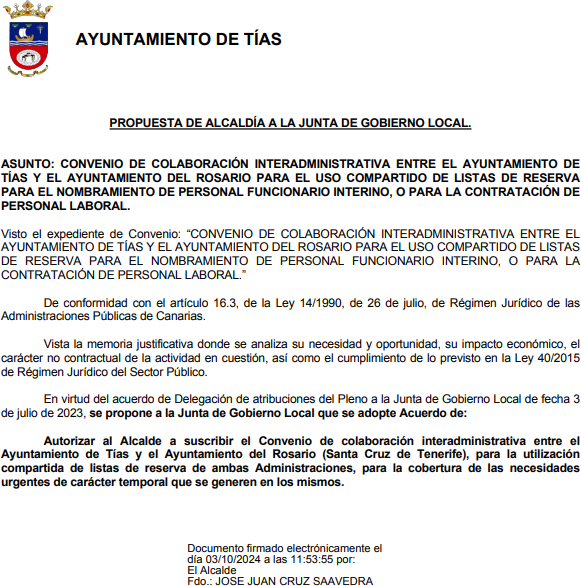 AYUNTAMIENTO DE TÍAS
PROPUESTA DE ALCALDÍA A LA JUNTA DE GOBIERNO LOCAL.
ASUNTO: CONVENIO DE COLABORACIÓN INTERADMINISTRATIVA ENTRE EL AYUNTAMIENTO DE
TÍAS Y EL AYUNTAMIENTO DEL ROSARIO PARA EL USO COMPARTIDO DE LISTAS DE RESERVA
PARA EL NOMBRAMIENTO DE PERSONAL FUNCIONARIO INTERINO, O PARA LA CONTRATACIÓN DE
PERSONAL LABORAL.
Visto el expediente de Convenio: “CONVENIO DE COLABORACIÓN INTERADMINISTRATIVA ENTRE EL
AYUNTAMIENTO DE TÍAS Y EL AYUNTAMIENTO DEL ROSARIO PARA EL USO COMPARTIDO DE LISTAS
DE RESERVA PARA EL NOMBRAMIENTO DE PERSONAL FUNCIONARIO INTERINO, O PARA LA
CONTRATACIÓN DE PERSONAL LABORAL.”
De conformidad con el artículo 16.3, de la Ley 14/1990, de 26 de julio, de Régimen Jurídico de las
Administraciones Públicas de Canarias.
Vista la memoria justificativa donde se analiza su necesidad y oportunidad, su impacto económico, el
carácter no contractual de la actividad en cuestión, así como el cumplimiento de lo previsto en la Ley 40/2015
de Régimen Jurídico del Sector Público.
En virtud del acuerdo de Delegación de atribuciones del Pleno a la Junta de Gobierno Local de fecha 3
de julio de 2023, se propone a la Junta de Gobierno Local que se adopte Acuerdo de:
Autorizar al Alcalde a suscribir el Convenio de colaboración interadministrativa entre el
Ayuntamiento de Tías y el Ayuntamiento del Rosario (Santa Cruz de Tenerife), para la utilización
compartida de listas de reserva de ambas Administraciones, para la cobertura de las necesidades
urgentes de carácter temporal que se generen en los mismos.
Documento firmado electrónicamente el
día 03/10/2024 a las 11:53:55 por:
El Alcalde
Fdo.: JOSE JUAN CRUZ SAAVEDRA